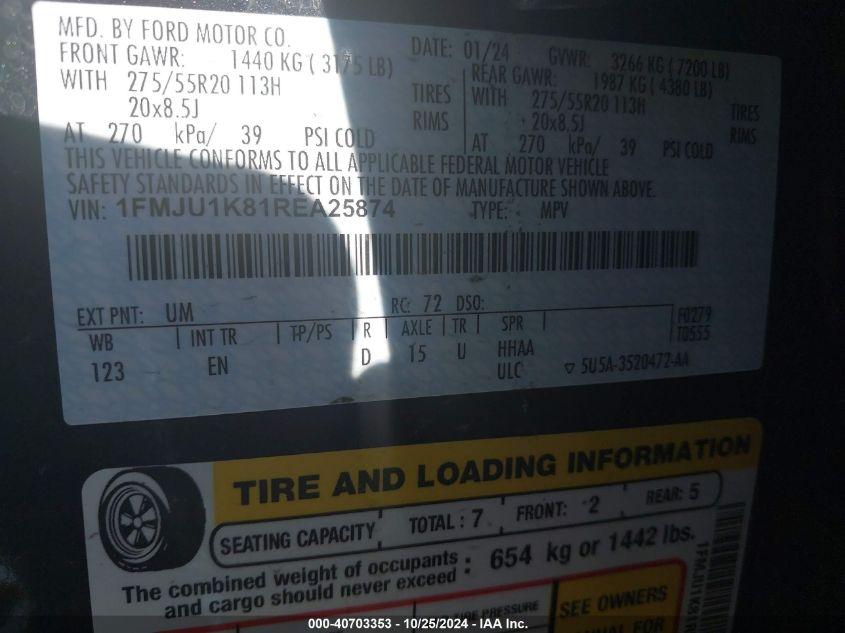 MFD. BY FORD MOTOR CO.
DATE: 01/24 GVWR: 3266 KG ( 7200 LB)
FRONT GAWR: 1440 KG ( 3175 LB) REAR GAWR: 1987 KG ( 4380 LB)
WITH 275/55R20 113H TIRES WITH 275/55R20 113H TIRES
20x8.5J RIMS 20x8.5J RIMS
AT 270 kPa/ 39 PSI COLD AT 270 kPa/ 39 PSI COLD
THIS VEHICLE CONFORMS TO ALL APPLICABLE FEDERAL MOTOR VEHICLE
SAFETY STANDARDS IN EFFECT ON THE DATE OF MANUFACTURE SHOWN ABOVE.
VIN: 1FMJU1K81REA25874 TYPE: MPV
EXT PNT: UM RC: 72 DSO:
WB INT TR TP/PS R AXLE TR SPR
123 EN D 15 U HHAA
ULC
F0279
T0555
5U5A-3520472-AA
TIRE AND LOADING INFORMATION
SEATING CAPACITY TOTAL : 7 FRONT: 2 REAR: 5
The combined weight of occupants
and cargo should never exceed : 654 kg or 1442 lbs.
1FMJU1K81R
TIRE PRESSURE
SEE OWNERS
MANUAL FOR
000-40703353 - 10/25/2024 - IAA Inc.